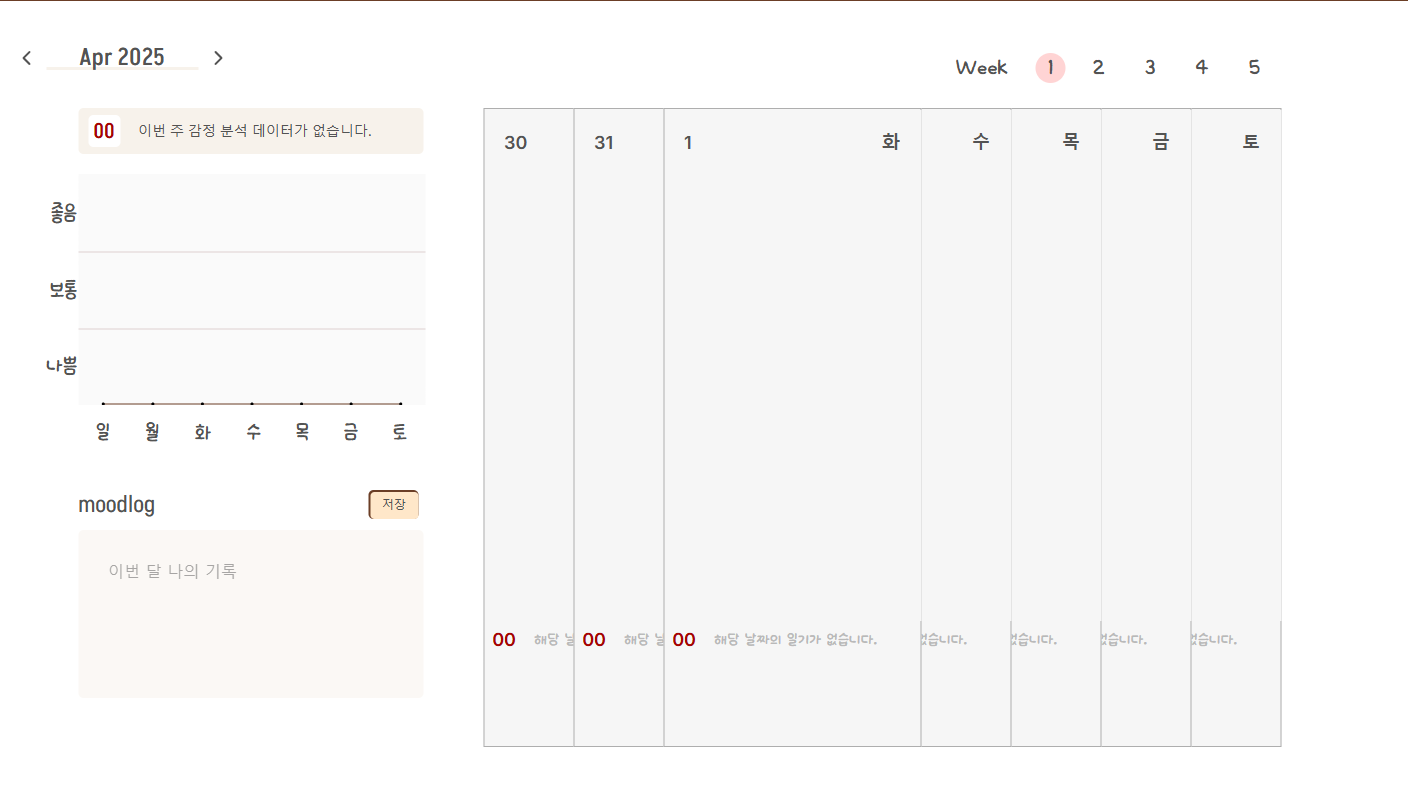 Apr 2025
Week 1 2 3 4 5
00 이번 주 감정 분석 데이터가 없습니다.
좋음
보통
나쁨
일 월 화 수 목 금 토
moodlog 저장
이번 달 나의 기록
30 31 1 화 수 목 금 토
00 해당 날 00 해당 날 00 해당 날짜의 일기가 없습니다. 없습니다. 없습니다. 없습니다. 없습니다.